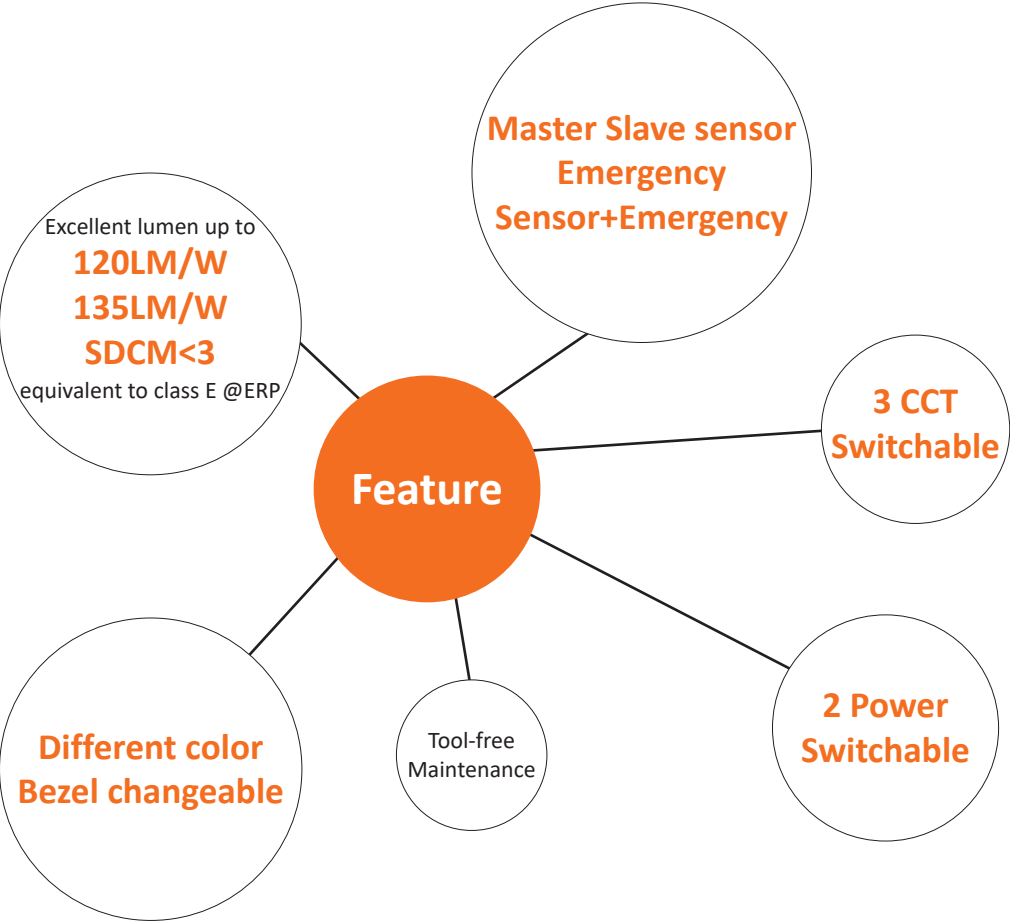 Master Slave sensor
Emergency
Sensor+Emergency
Excellent lumen up to
120LM/W
135LM/W
SDCM<3
equivalent to class E @ERP
3 CCT
Switchable
Feature
2 Power
Switchable
Tool-free
Maintenance
Different color
Bezel changeable